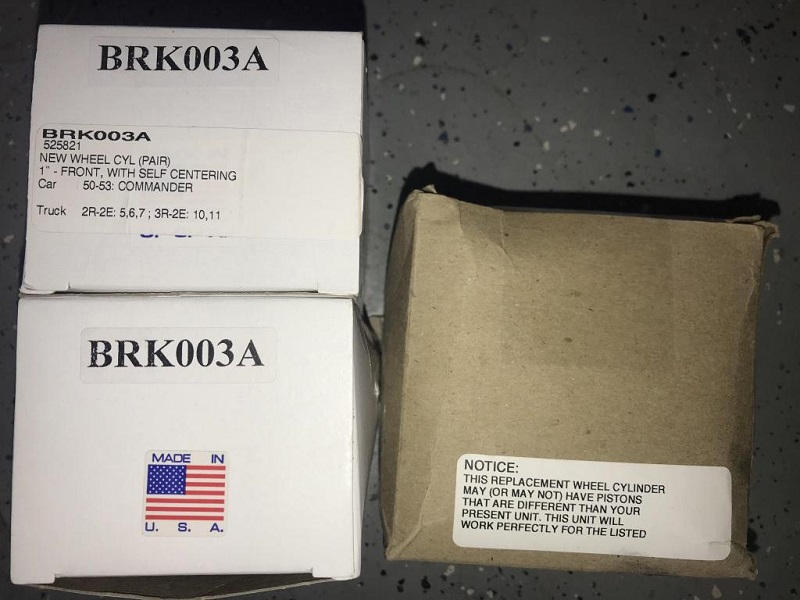 BRK003A
BRK003A
525821
NEW WHEEL CYL (PAIR)
1" - FRONT, WITH SELF CENTERING
Car 50-53: COMMANDER
Truck 2R-2E: 5,6,7 ; 3R-2E: 10,11
BRK003A
MADE IN
U. S. A.
NOTICE:
THIS REPLACEMENT WHEEL CYLINDER
MAY (OR MAY NOT) HAVE PISTONS
THAT ARE DIFFERENT THAN YOUR
PRESENT UNIT. THIS UNIT WILL
WORK PERFECTLY FOR THE LISTED